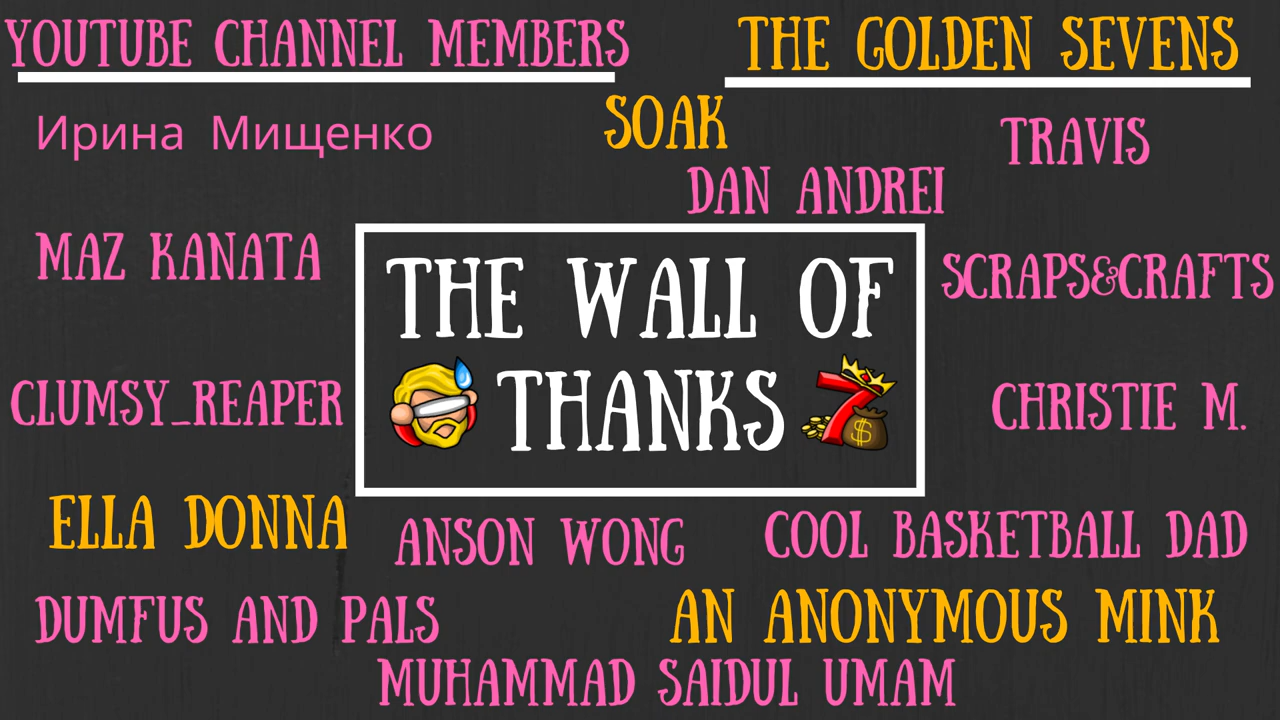 YOUTUBE CHANNEL MEMBERS
THE GOLDEN SEVENS
Ирина Мищенко
SOAK
TRAVIS
DAN ANDREI
MAZ KANATA
SCRAPS&CRAFTS
THE WALL OF
THANKS 7
$
CLUMSY_REAPER
CHRISTIE M.
ELLA DONNA
ANSON WONG
COOL BASKETBALL DAD
DUMFUS AND PALS
AN ANONYMOUS MINK
MUHAMMAD SAIDUL UMAM